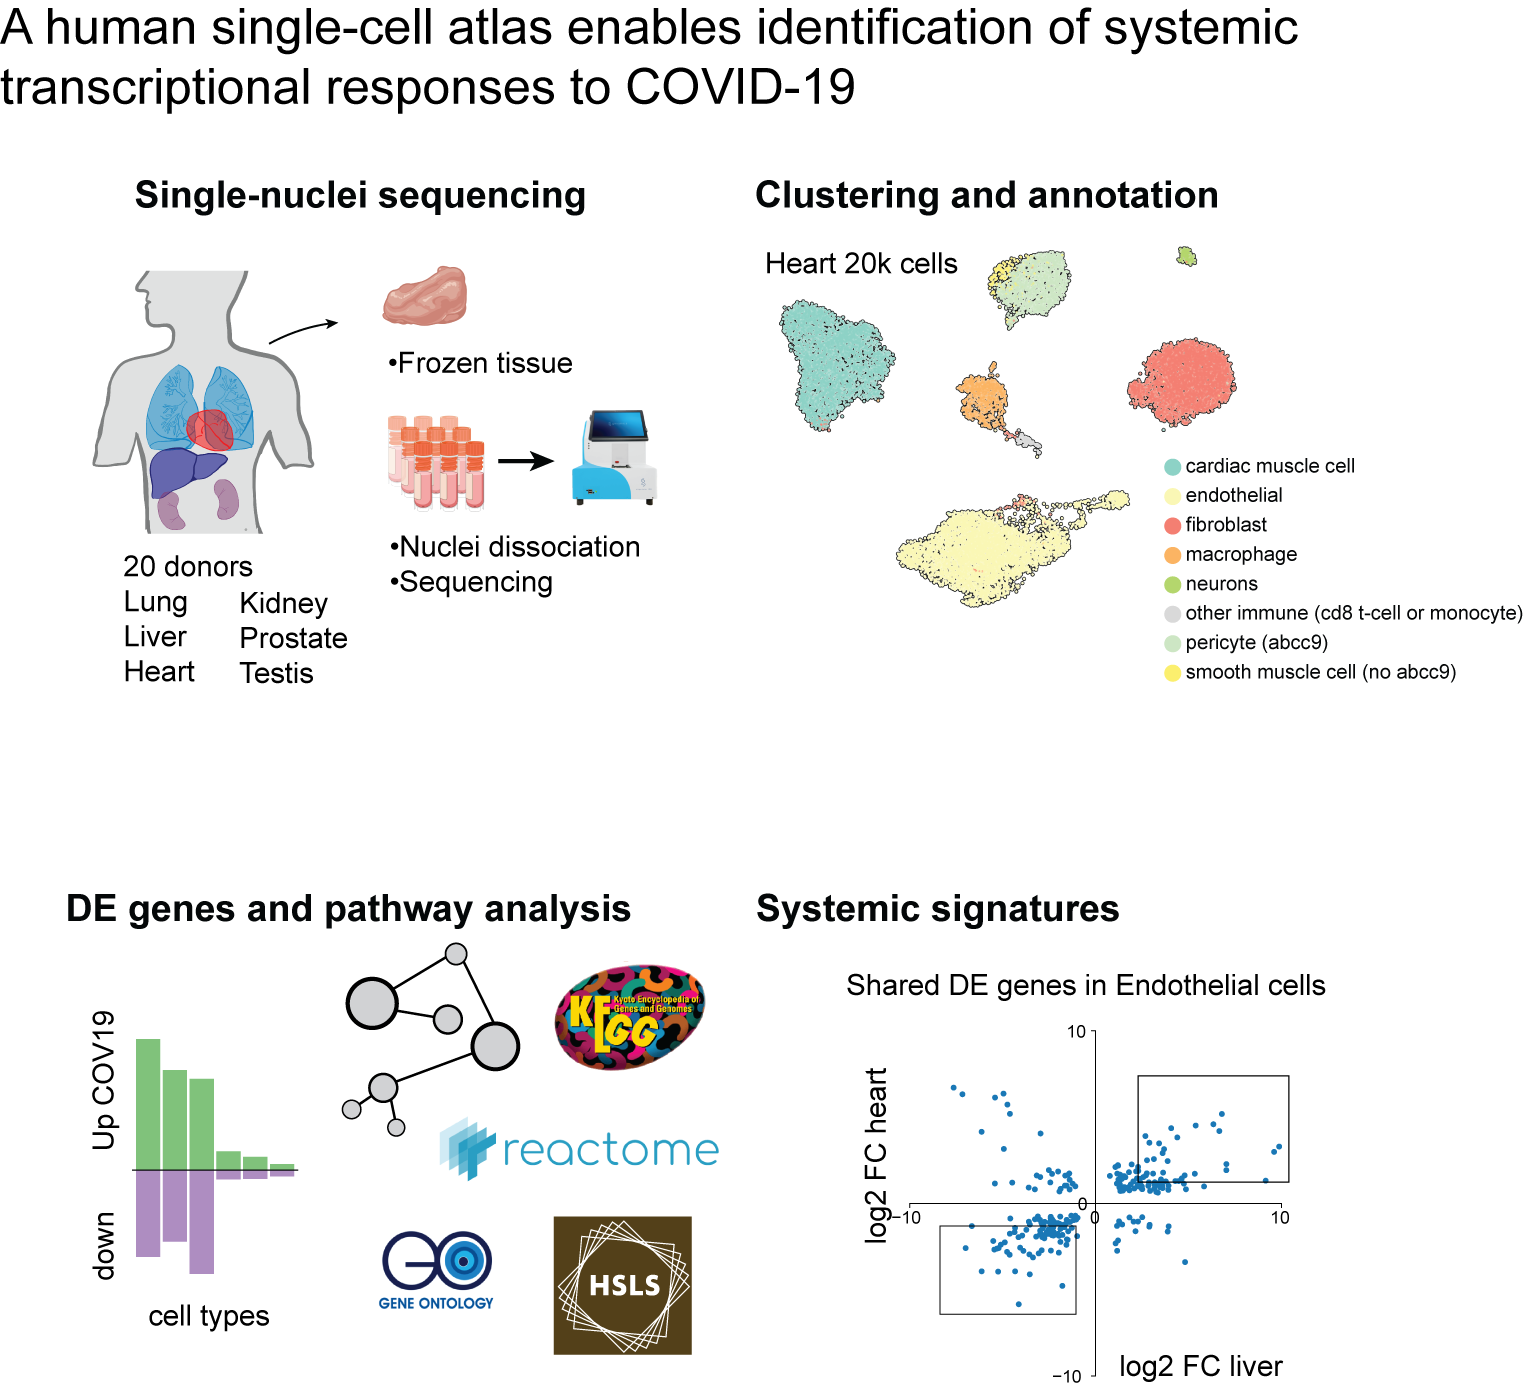 A human single-cell atlas enables identification of systemic
transcriptional responses to COVID-19
Single-nuclei sequencing
•Frozen tissue
•Nuclei dissociation
•Sequencing
20 donors
Lung
Kidney
Liver
Prostate
Heart
Testis
Clustering and annotation
Heart 20k cells
cardiac muscle cell
endothelial
fibroblast
macrophage
neurons
other immune (cd8 t-cell or monocyte)
pericyte (abcc9)
smooth muscle cell (no abcc9)
DE genes and pathway analysis
Up COV19
down
cell types
KEGG
Kyoto Encyclopedia of
Genes and Genomes
reactome
GO
GENE ONTOLOGY
HSLS
Systemic signatures
Shared DE genes in Endothelial cells
10
log2 FC heart
−10
0
0
10
−10
log2 FC liver